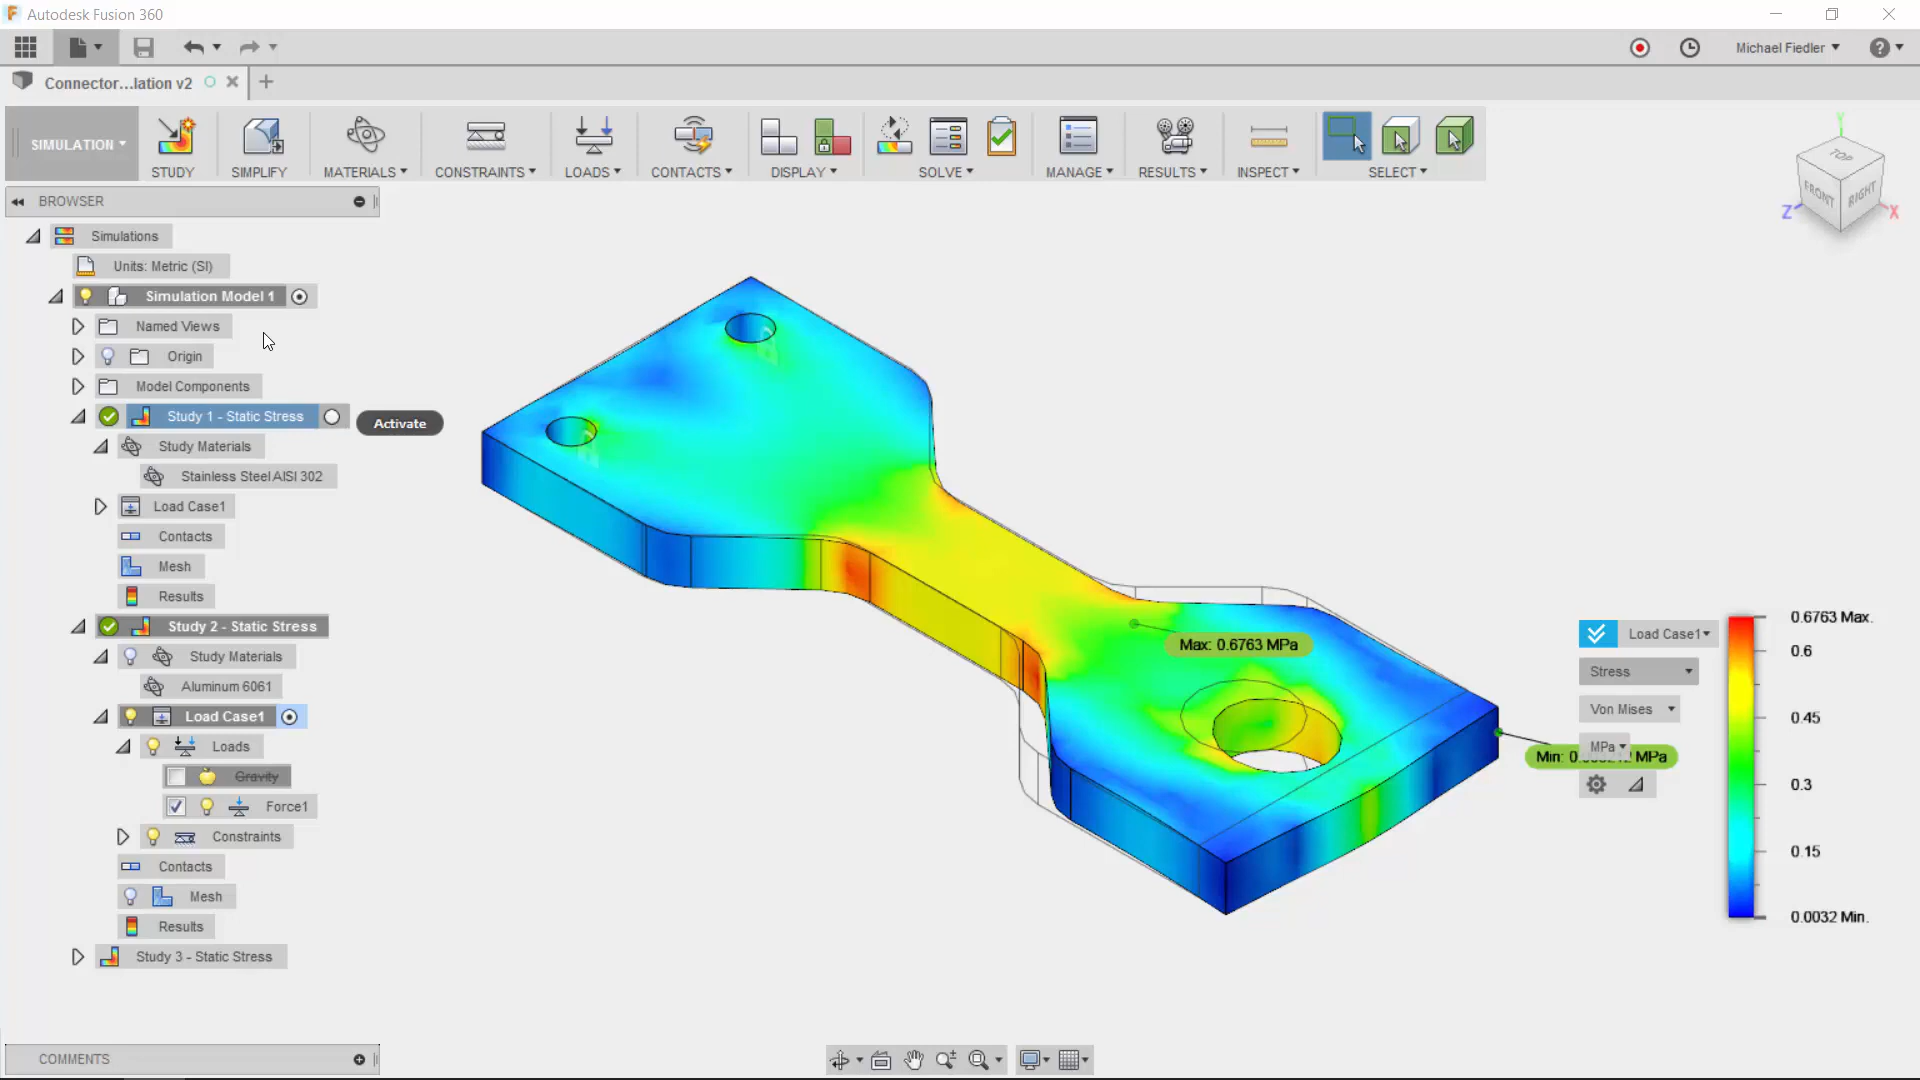 Autodesk Fusion 360
Michael Fiedler
Connector...lation v2
SIMULATION
STUDY
SIMPLIFY
MATERIALS
CONSTRAINTS
LOADS
CONTACTS
DISPLAY
SOLVE
MANAGE
RESULTS
INSPECT
SELECT
Y
TOP
FRONT
RIGHT
Z
X
BROWSER
Simulations
Units: Metric (SI)
Simulation Model 1
Named Views
Origin
Model Components
Study 1 - Static Stress
Activate
Study Materials
Stainless Steel AISI 302
Load Case1
Contacts
Mesh
Results
Study 2 - Static Stress
Study Materials
Aluminum 6061
Load Case1
Loads
Gravity
Force1
Constraints
Contacts
Mesh
Results
Study 3 - Static Stress
Max: 0.6763 MPa
Min: MPa
Load Case1
Stress
Von Mises
MPa
0.6763 Max.
0.6
0.45
0.3
0.15
0.0032 Min.
COMMENTS